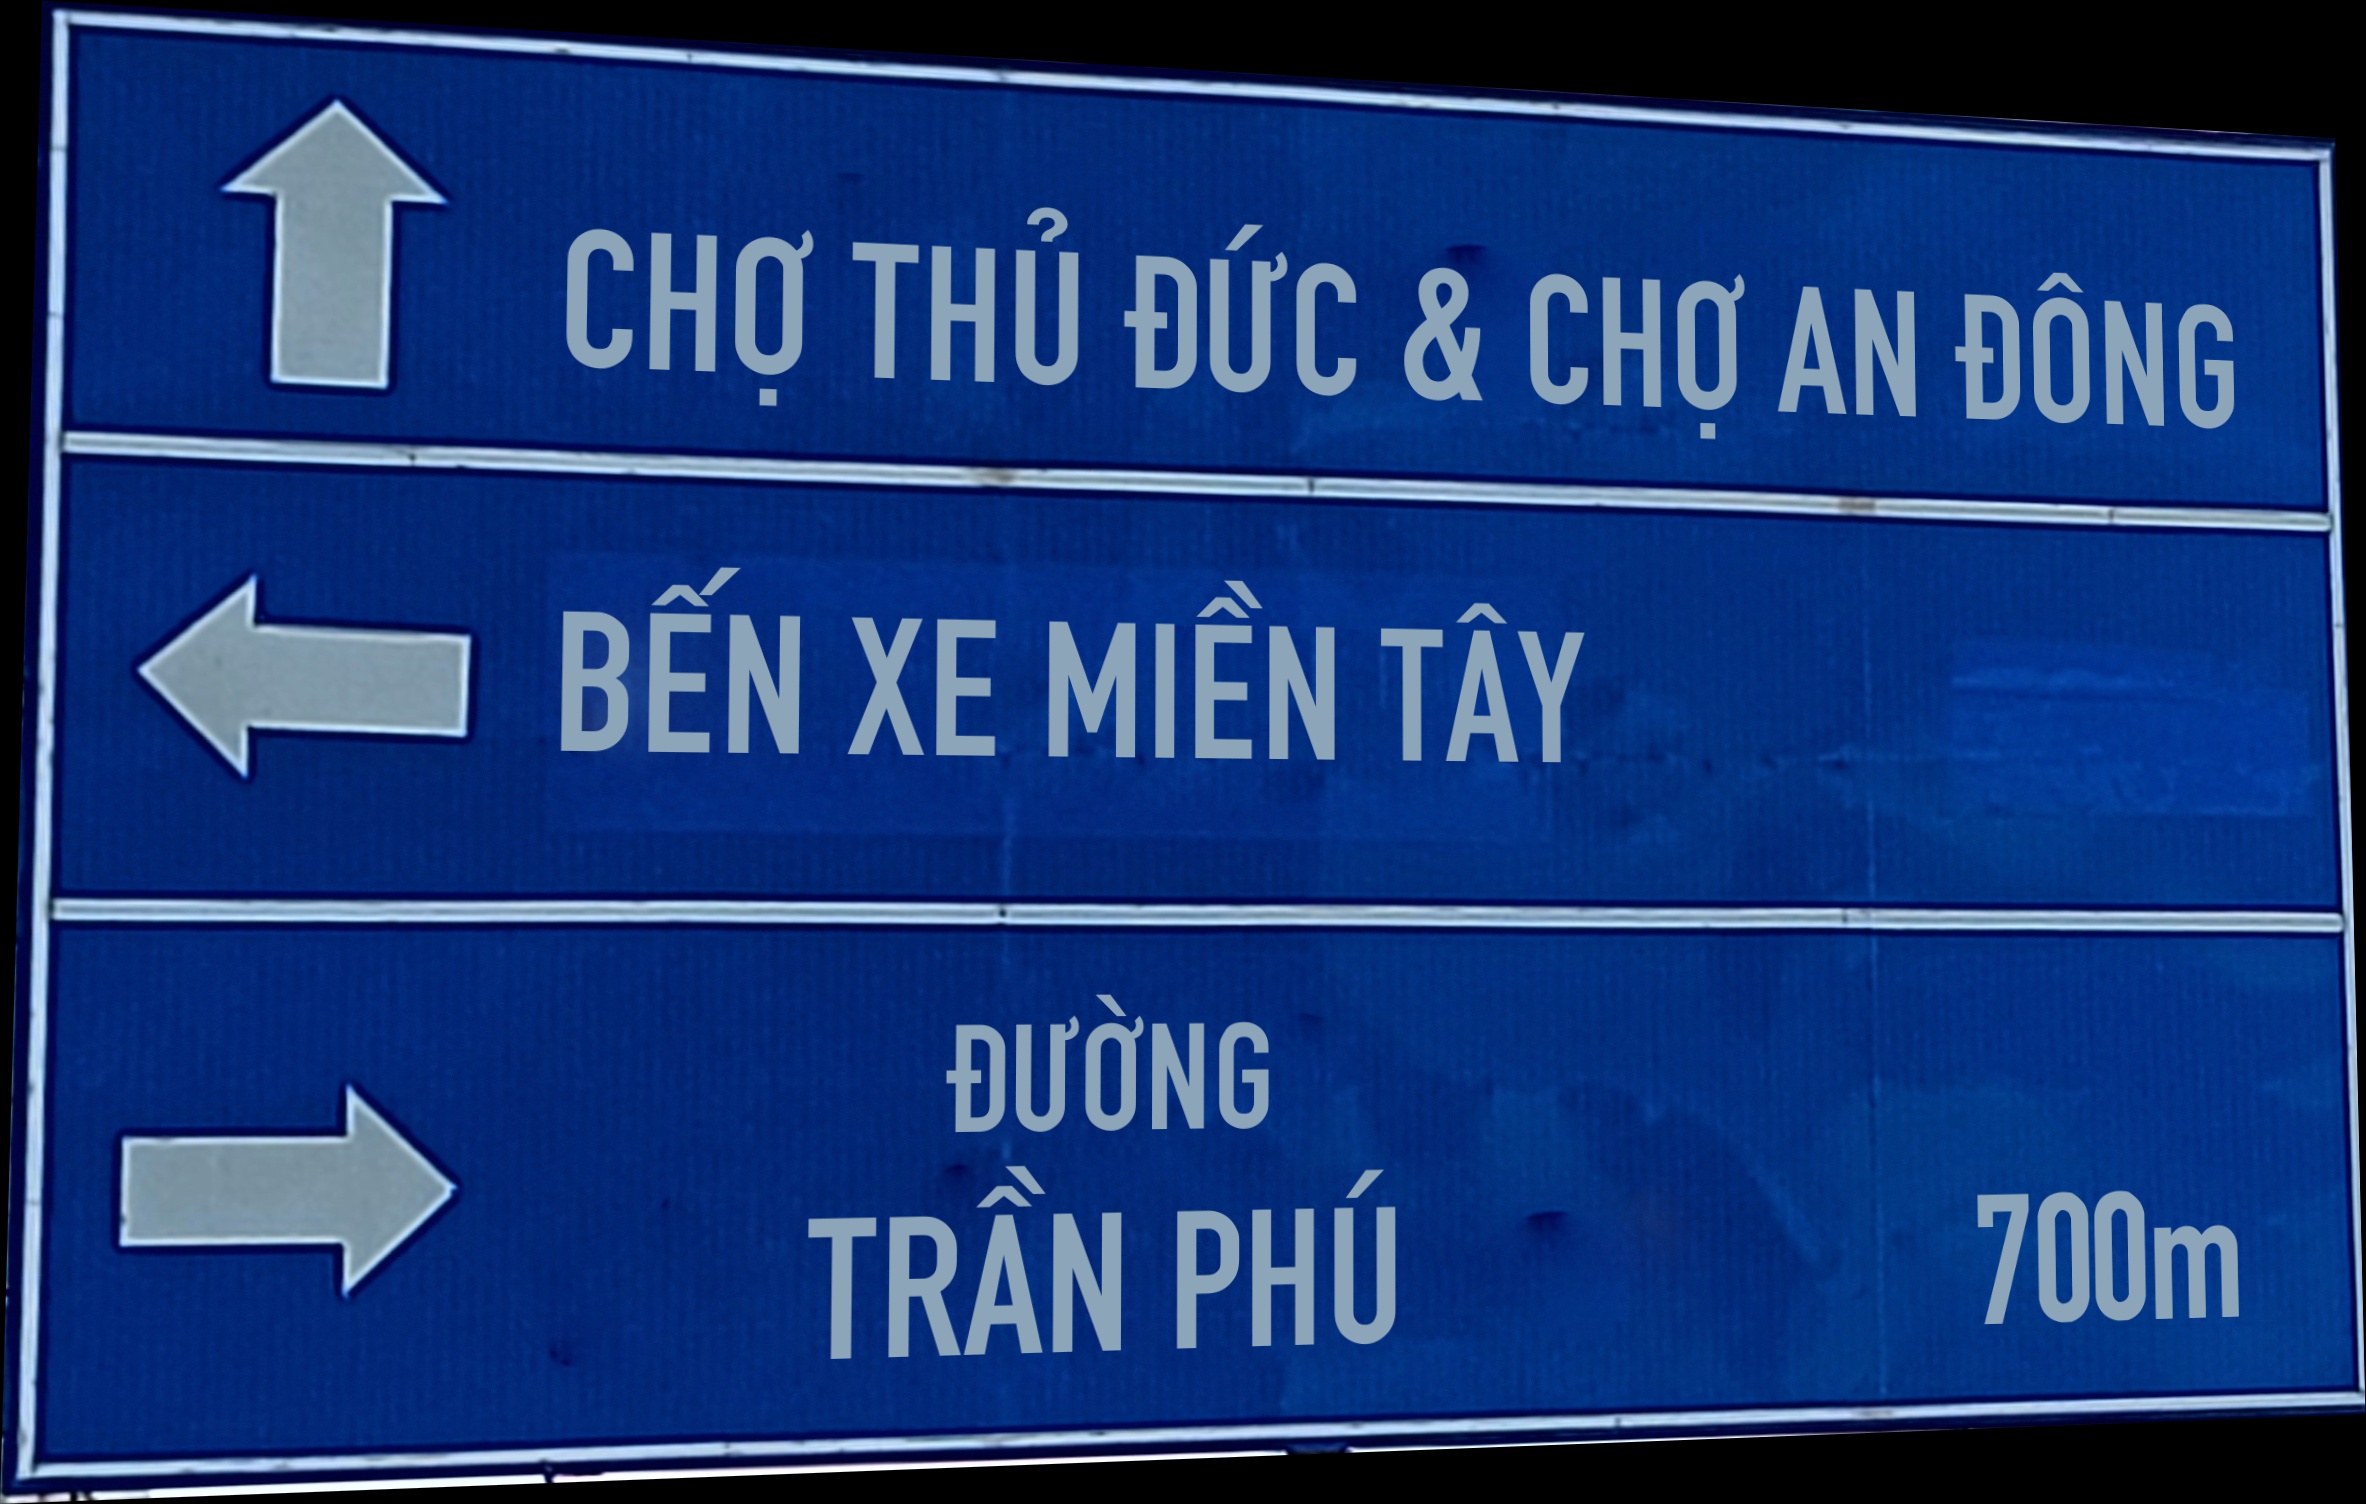 CHỢ THỦ ĐỨC & CHỢ AN ĐÔNG
BẾN XE MIỀN TÂY
ĐƯỜNG
TRẦN PHÚ
700m